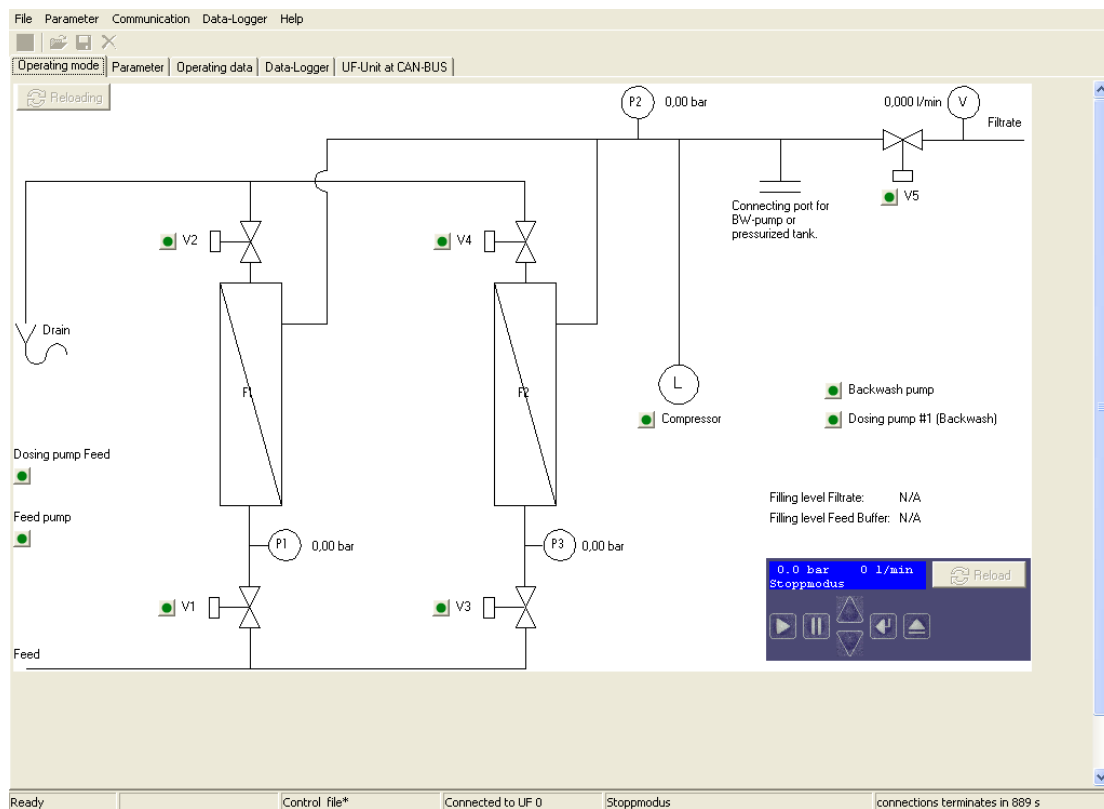 File Parameter Communication Data-Logger Help
Operating mode Parameter Operating data Data-Logger UF-Unit at CAN-BUS
Reloading
P2 0,00 bar 0,000 l/min V
Filtrate
V5
Connecting port for
BW-pump or
pressurized tank.
V2 V4
Drain
F1 F2 L
Backwash pump
Compressor Dosing pump #1 (Backwash)
Dosing pump Feed
Filling level Filtrate: N/A
Feed pump
Filling level Feed Buffer: N/A
P1 0,00 bar P3 0,00 bar
0.0 bar 0 l/min
Stoppmodus
Reload
V1 V3
Feed
Ready Control file* Connected to UF 0 Stoppmodus connections terminates in 889 s